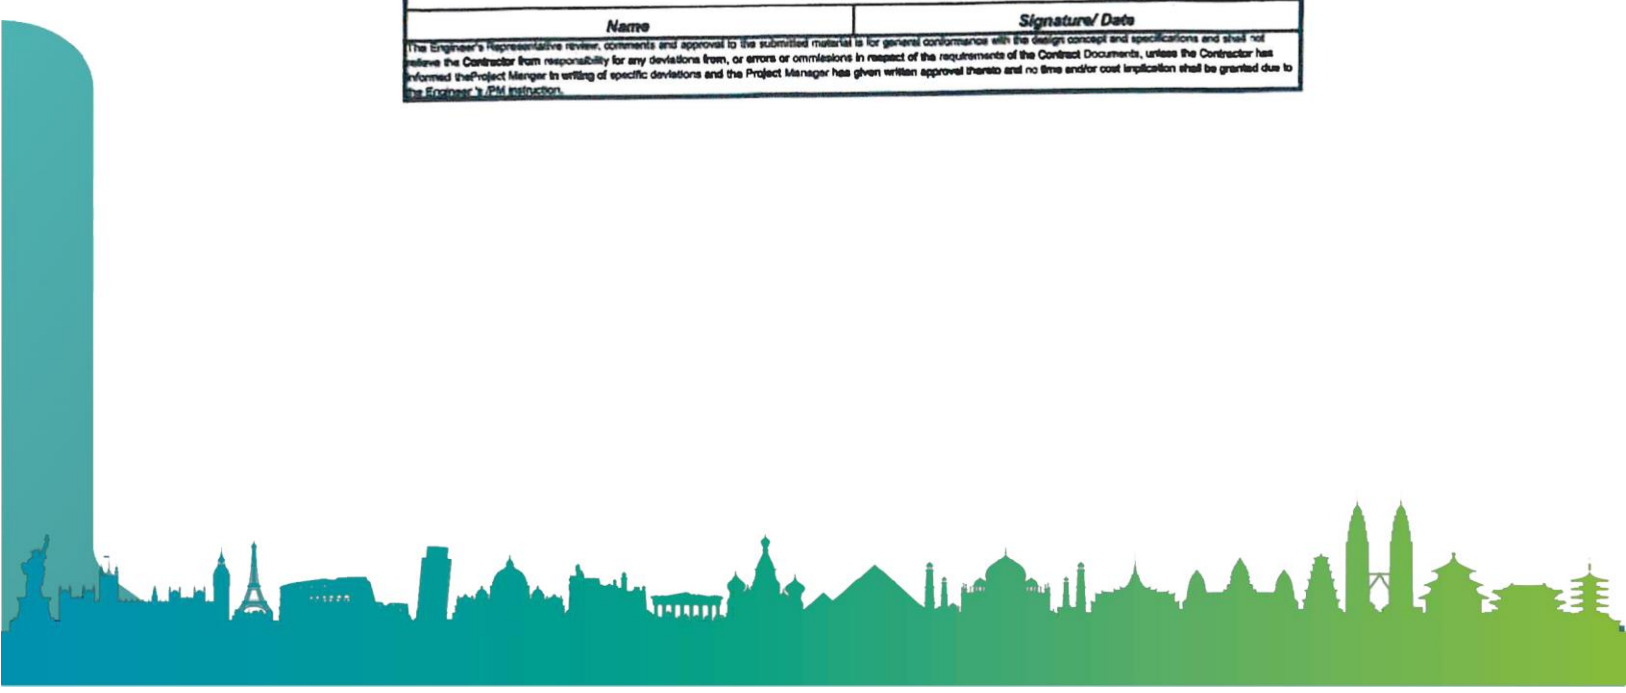 Name Signature/ Date
The Engineer's Representative review, comments and approval to the submitted material is for general conformance with the design concept and specifications and shall not
relieve the Contractor from responsibility for any deviations from, or errors or ommissions in respect of the requirements of the Contract Documents, unless the Contractor has
informed theProject Manger in writing of specific deviations and the Project Manager has given written approval thereto and no time and/or cost implication shall be granted due to
the Engineer 's /PM instruction.